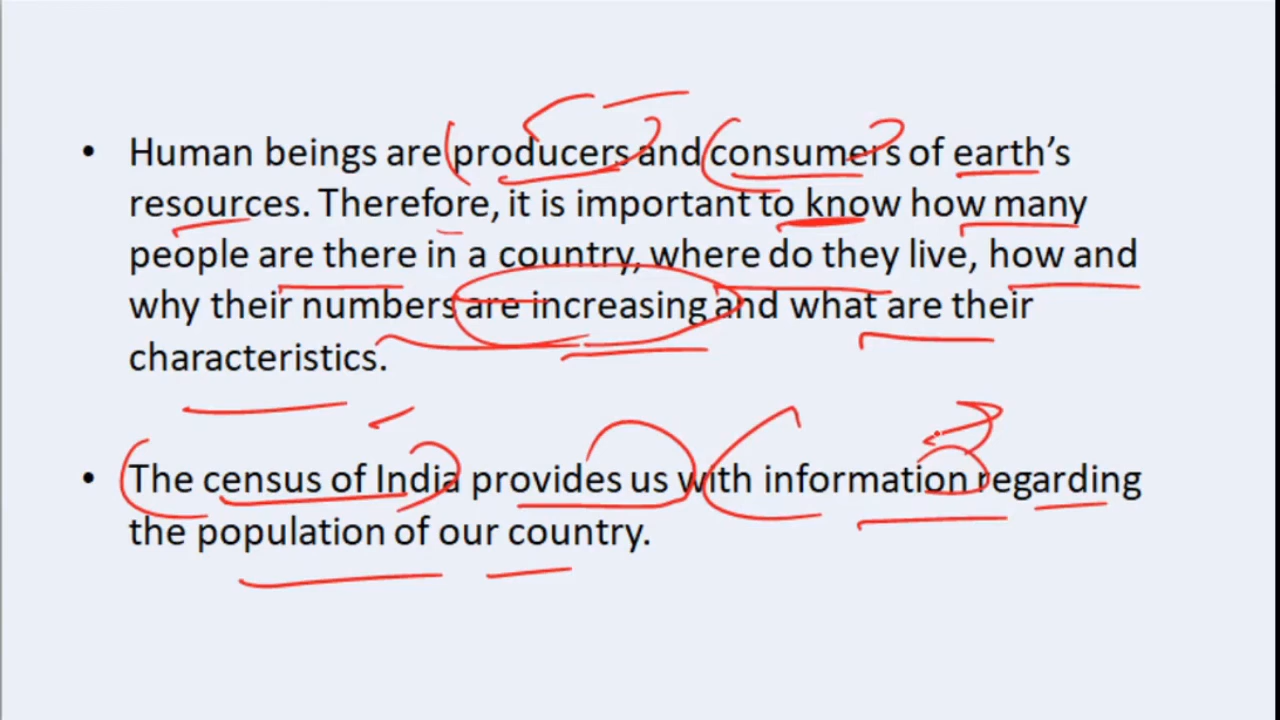 • Human beings are producers and consumers of earth’s
resources. Therefore, it is important to know how many
people are there in a country, where do they live, how and
why their numbers are increasing and what are their
characteristics.
• The census of India provides us with information regarding
the population of our country.